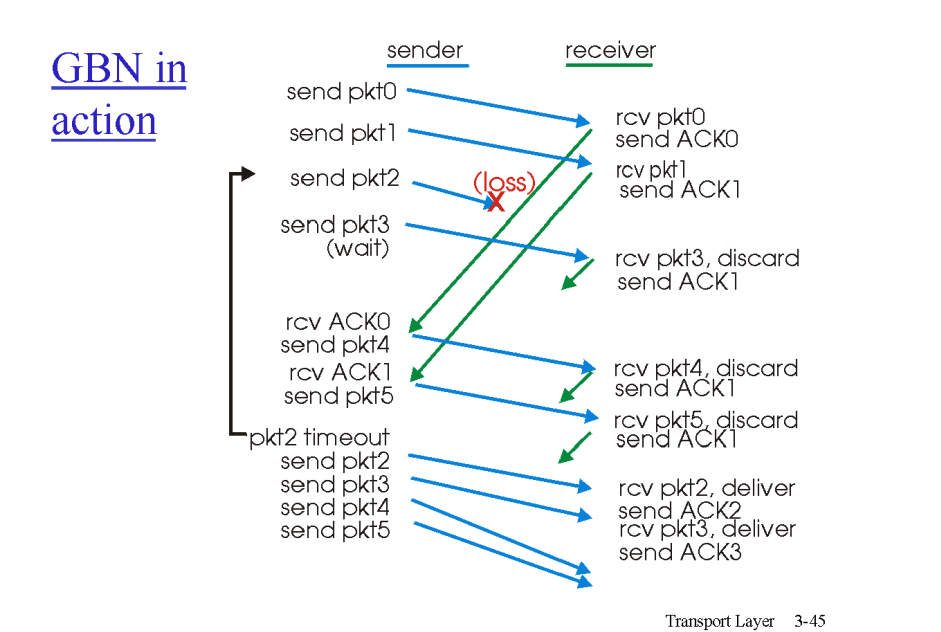 GBN in
action
sender
receiver
send pkt0
send pkt1
send pkt2
(loss)
X
send pkt3
(wait)
rcv ACK0
send pkt4
rcv ACK1
send pkt5
pkt2 timeout
send pkt2
send pkt3
send pkt4
send pkt5
rcv pkt0
send ACK0
rcv pkt1
send ACK1
rcv pkt3, discard
send ACK1
rcv pkt4, discard
send ACK1
rcv pkt5, discard
send ACK1
rcv pkt2, deliver
send ACK2
rcv pkt3, deliver
send ACK3
Transport Layer 3-45